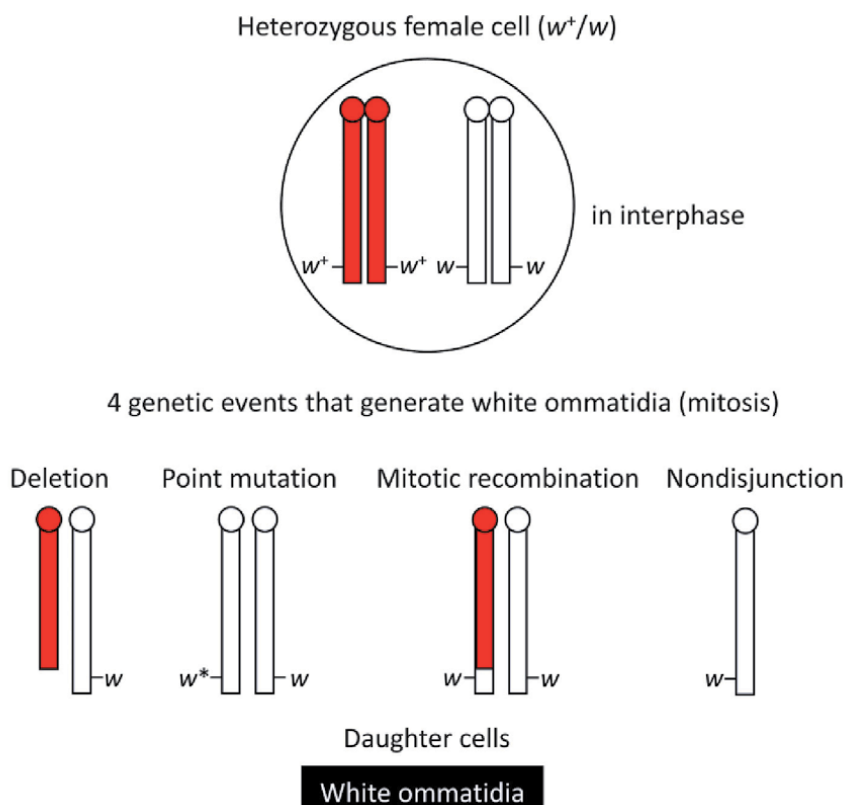 Heterozygous female cell (w⁺/w)
in interphase
w⁺ w⁺ w w
4 genetic events that generate white ommatidia (mitosis)
Deletion Point mutation Mitotic recombination Nondisjunction
w w* w w w w
Daughter cells
White ommatidia